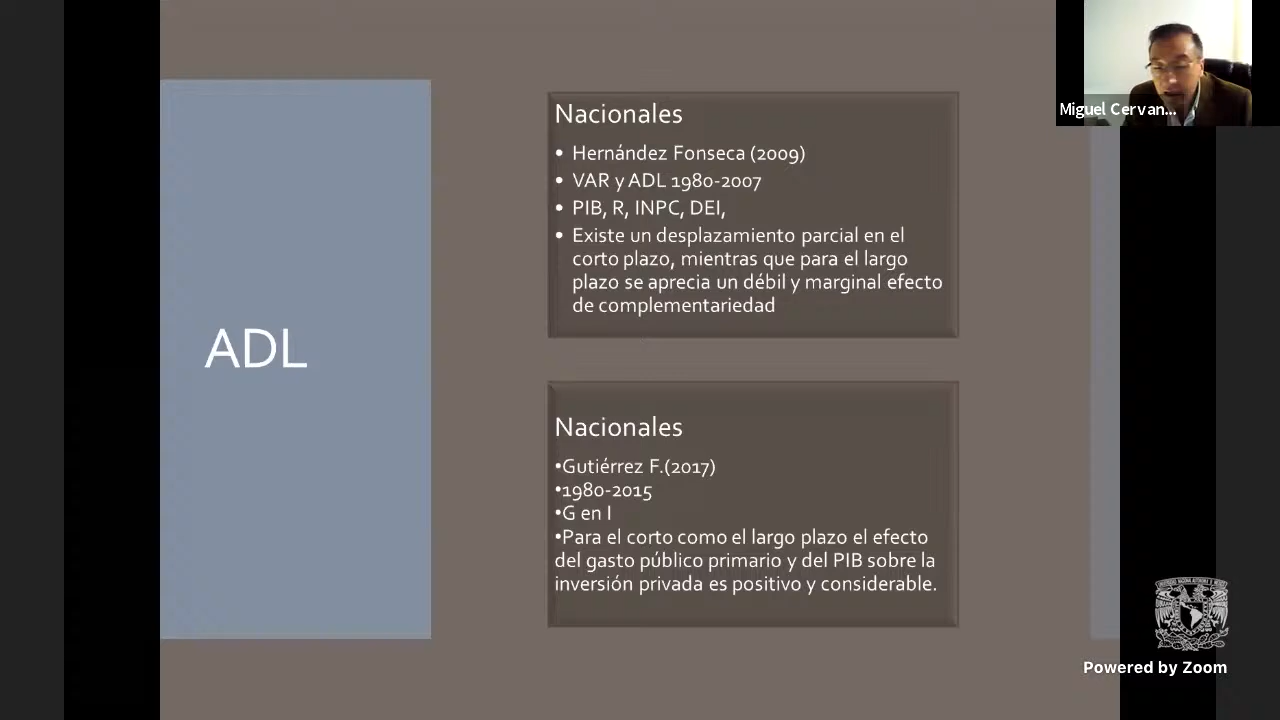 Nacionales
• Hernández Fonseca (2009)
• VAR y ADL 1980-2007
• PIB, R, INPC, DEI,
• Existe un desplazamiento parcial en el
corto plazo, mientras que para el largo
plazo se aprecia un débil y marginal efecto
de complementariedad
ADL
Nacionales
•Gutiérrez F.(2017)
•1980-2015
•G en I
•Para el corto como el largo plazo el efecto
del gasto público primario y del PIB sobre la
inversión privada es positivo y considerable.
Miguel Cervan...
Powered by Zoom